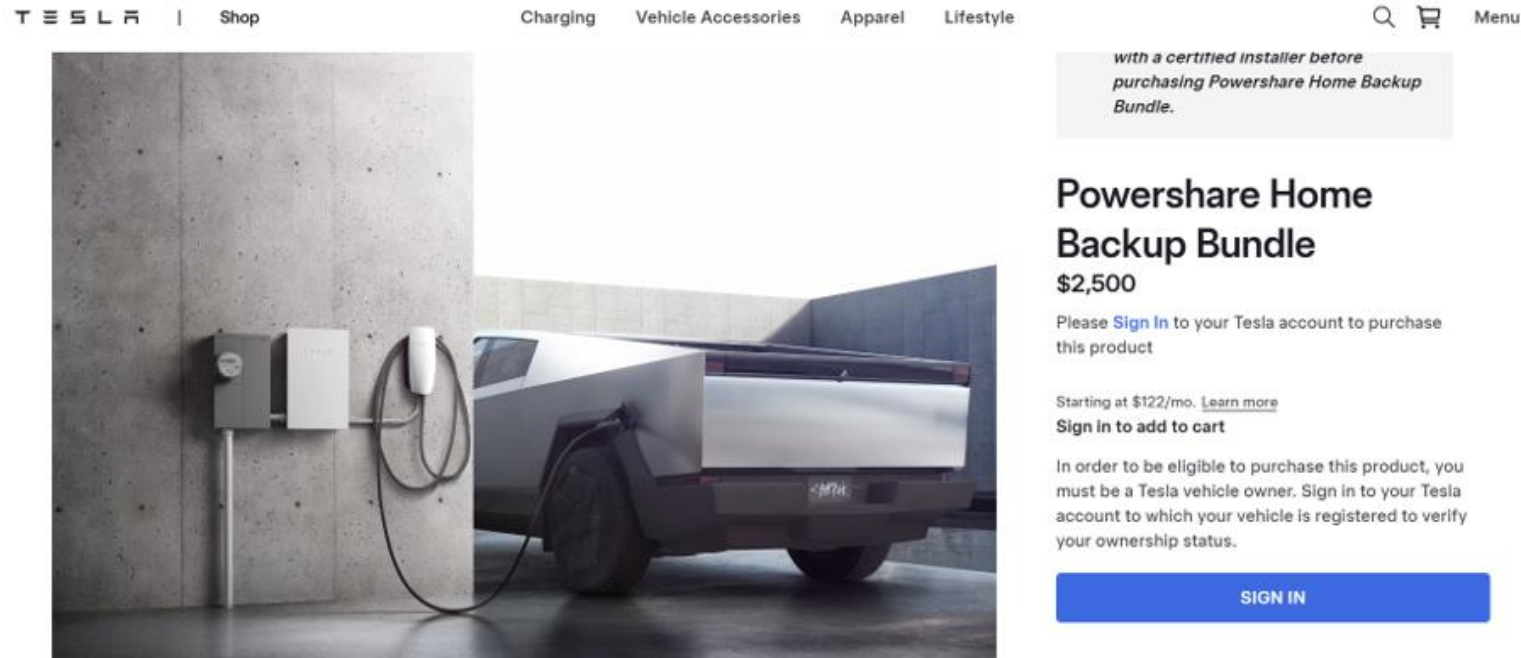 TESLA | Shop Charging Vehicle Accessories Apparel Lifestyle Menu
with a certified installer before
purchasing Powershare Home Backup
Bundle.
Powershare Home
Backup Bundle
$2,500
Please Sign In to your Tesla account to purchase
this product
Starting at $122/mo. Learn more
Sign in to add to cart
In order to be eligible to purchase this product, you
must be a Tesla vehicle owner. Sign in to your Tesla
account to which your vehicle is registered to verify
your ownership status.
SIGN IN